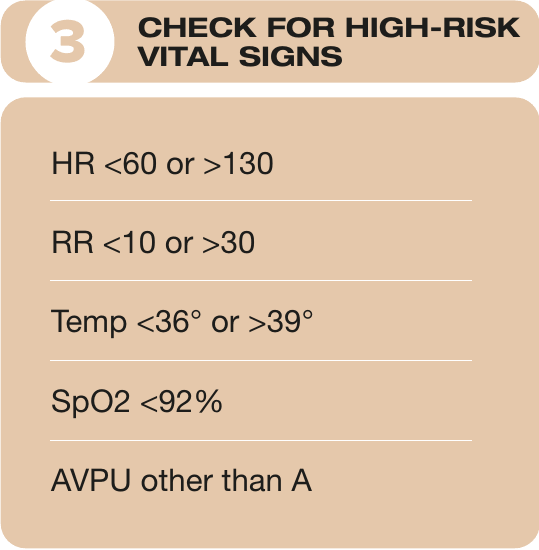 3
CHECK FOR HIGH-RISK
VITAL SIGNS
HR <60 or >130
RR <10 or >30
Temp <36° or >39°
SpO2 <92%
AVPU other than A